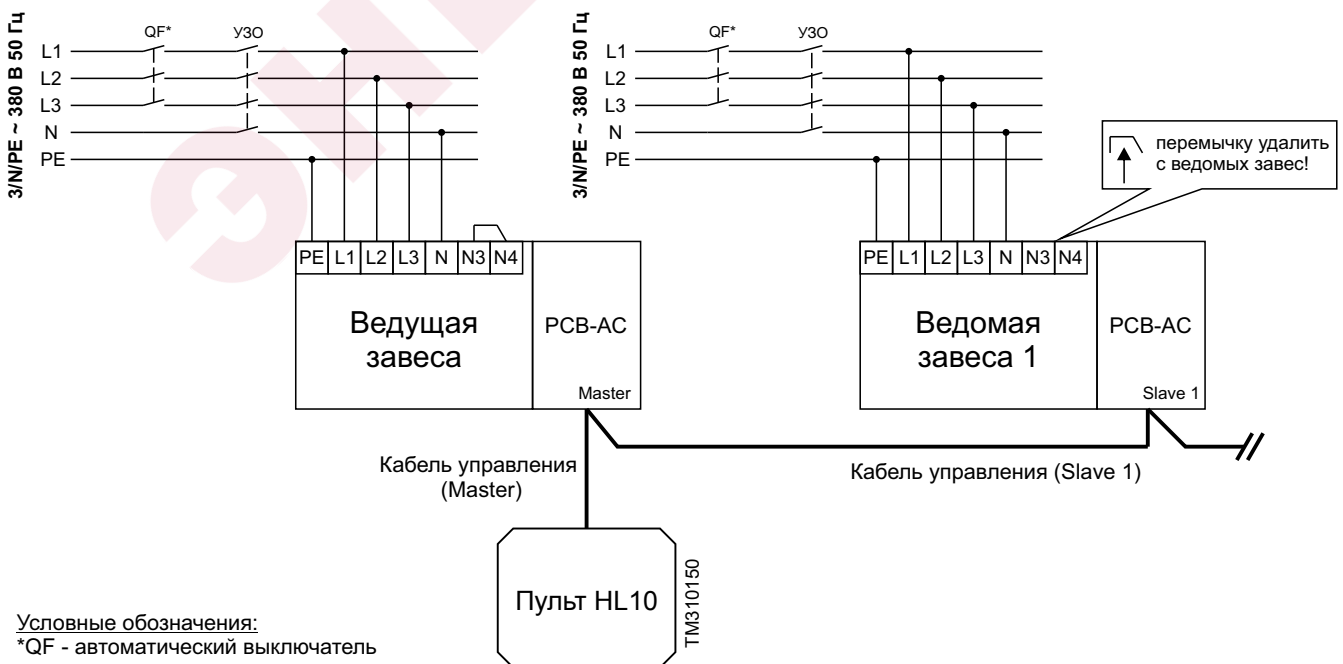 3/N/PE ~ 380 В 50 Гц
QF*
УЗО
L1
L2
L3
N
PE
3/N/PE ~ 380 В 50 Гц
QF*
УЗО
L1
L2
L3
N
PE
перемычку удалить
с ведомых завес!
PE L1 L2 L3 N N3 N4
Ведущая
завеса
PCB-AC
Master
PE L1 L2 L3 N N3 N4
Ведомая
завеса 1
PCB-AC
Slave 1
Кабель управления
(Master)
Кабель управления (Slave 1)
Пульт HL10
TM310150
Условные обозначения:
*QF - автоматический выключатель